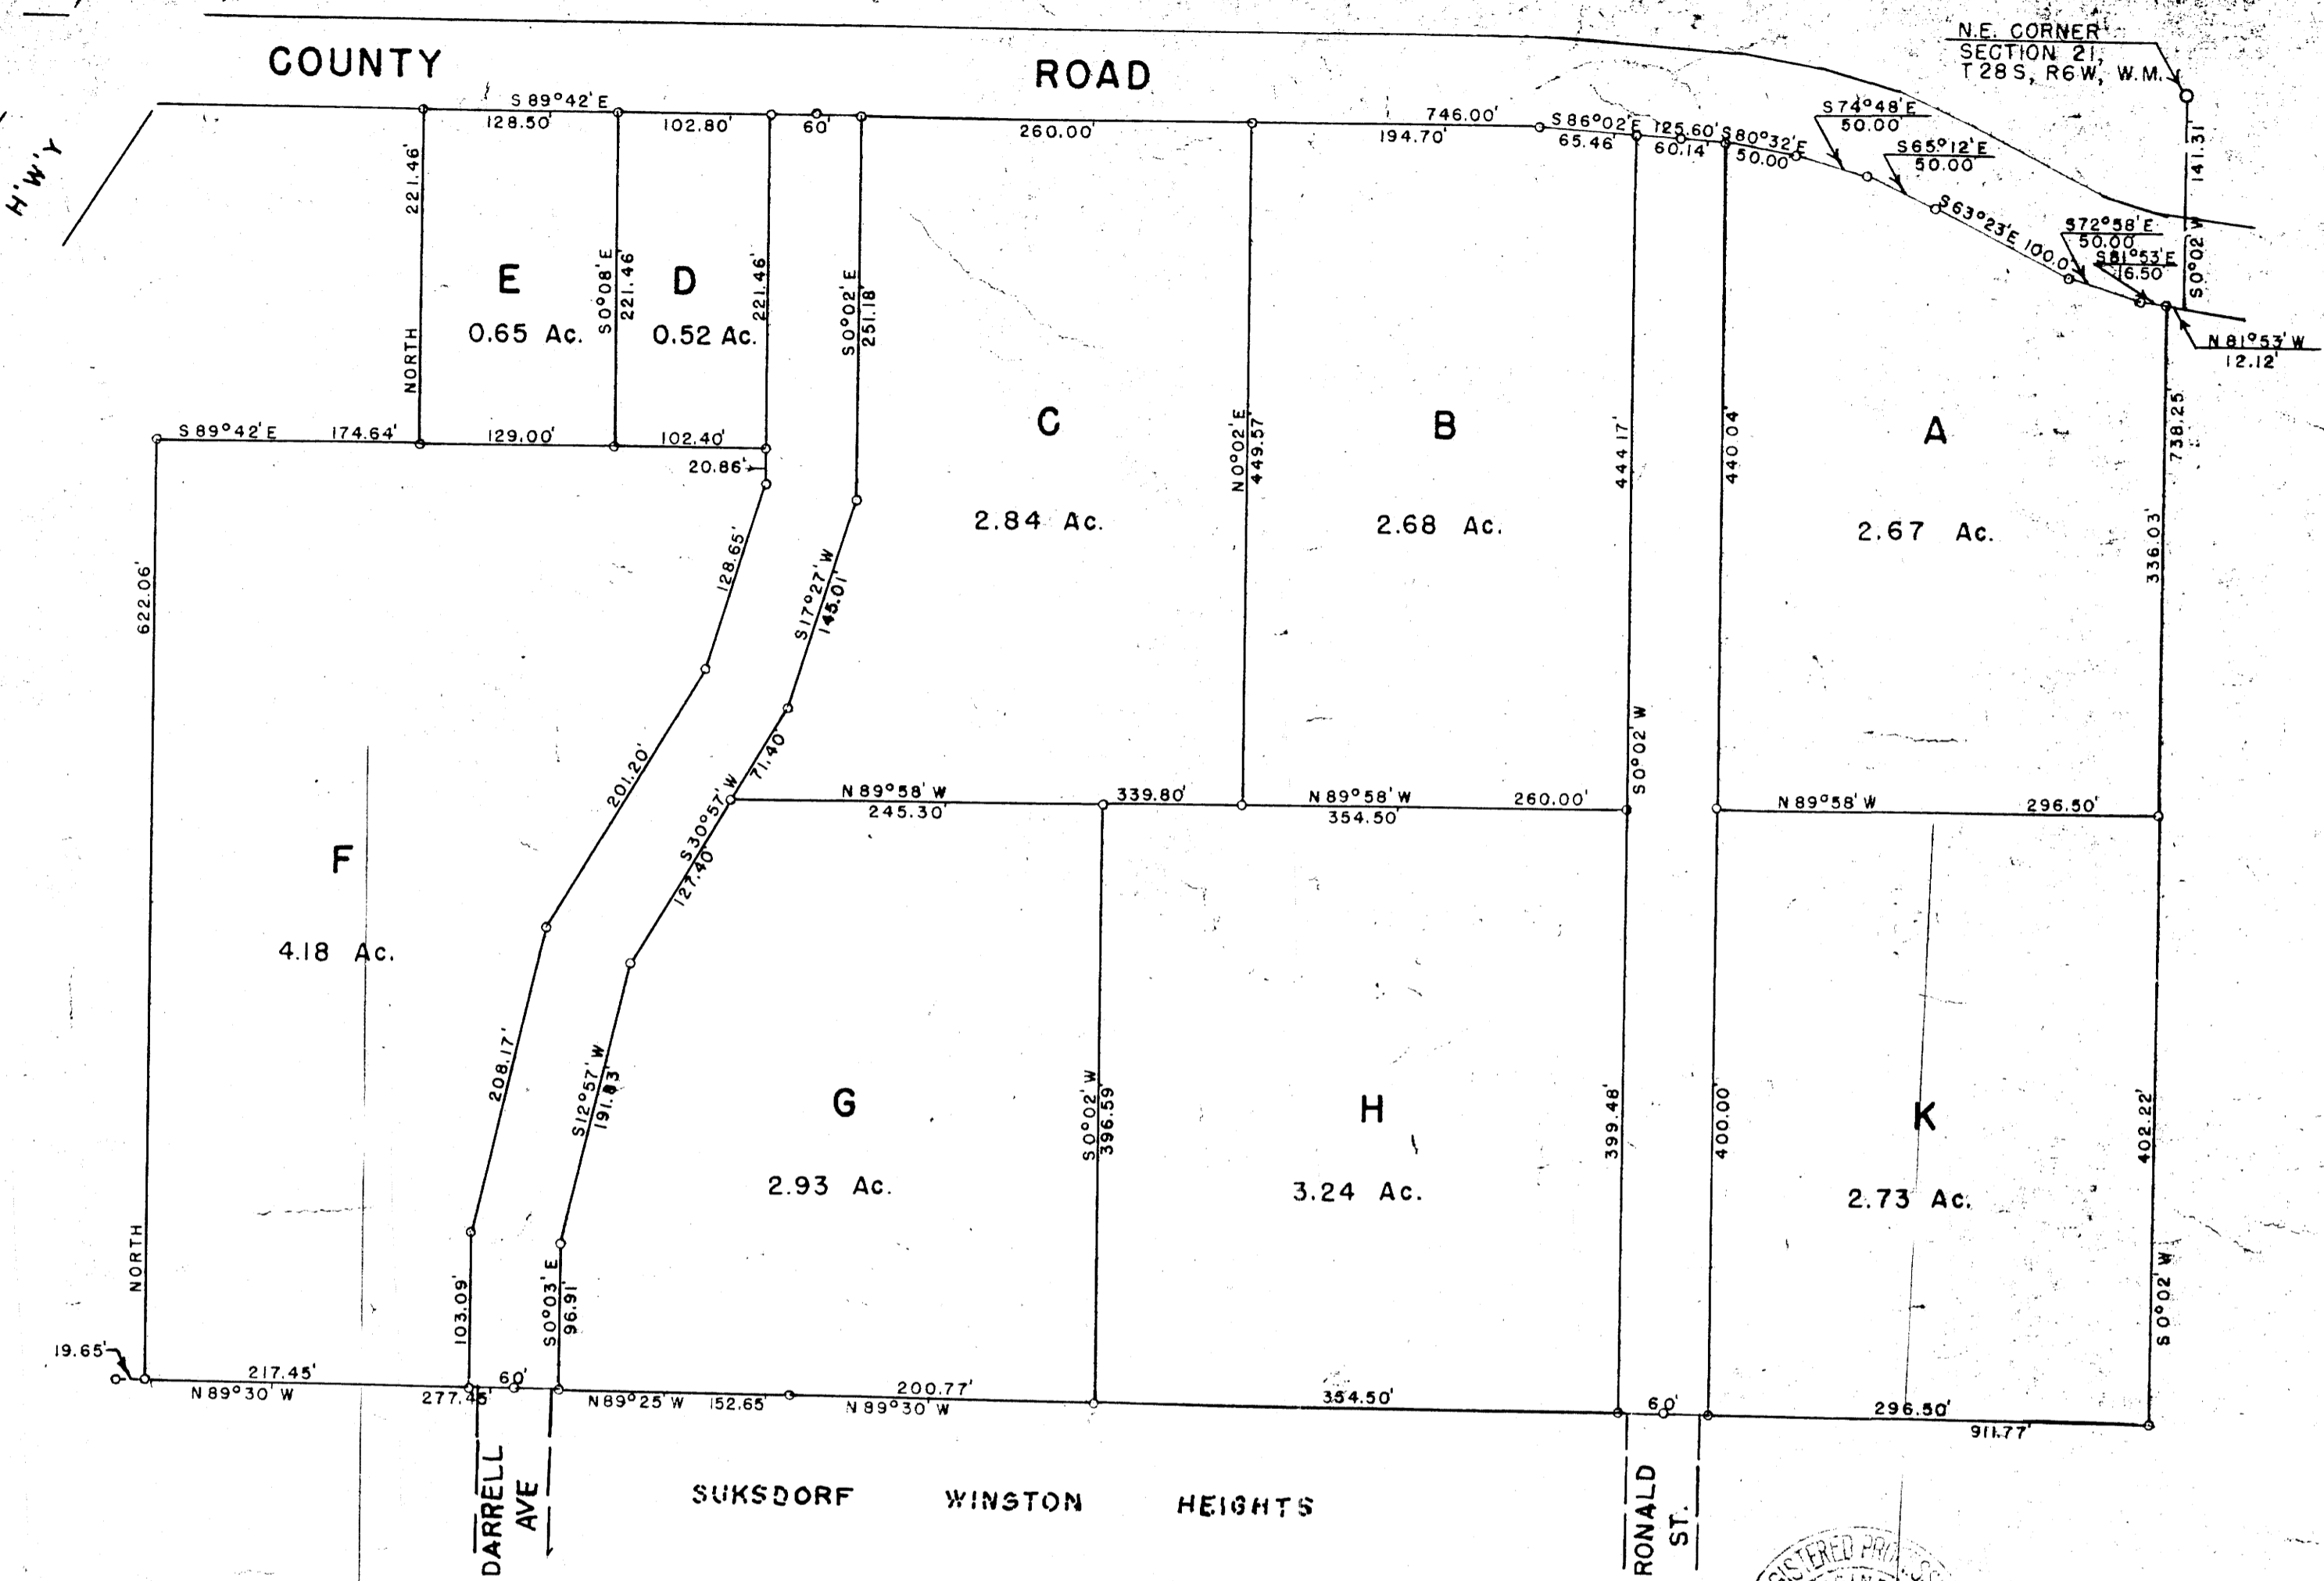 COUNTY ROAD
H'W'Y
N.E. CORNER
SECTION 21,
T 28 S, R 6 W, W.M.
S 89°42' E
128.50'
102.80'
60'
260.00'
746.00'
194.70'
S 86°02' E
65.46'
125.60'
60.14'
S 80°32' E
50.00'
S 74°48' E
50.00'
S 65°12' E
50.00'
S 63°23' E 100.0
S 72°58' E
50.00'
S 81°53' E
16.50'
141.31'
S 0°02' W
N 81°53' W
12.12'
221.46'
NORTH
E
0.65 Ac.
S 0°08' E
221.46'
D
0.52 Ac.
221.46'
S 0°02' E
251.18'
C
2.84 Ac.
N 0°02' E
449.57'
B
2.68 Ac.
444.17'
440.04'
A
2.67 Ac.
738.25'
336.03'
S 89°42' E 174.64'
129.00'
102.40'
20.86'
622.06'
NORTH
128.65'
S 17°27' W
145.01'
201.20'
71.40'
S 30°57' W
127.40'
N 89°58' W
245.30'
339.80'
N 89°58' W
354.50'
260.00'
S 0°02' W
N 89°58' W
296.50'
F
4.18 Ac.
208.17'
S 12°57' W
G
2.93 Ac.
S 0°02' W
396.59'
H
3.24 Ac.
399.48'
400.00'
K
2.73 Ac.
402.22'
S 0°02' W
103.09'
S 0°03' E
96.91'
19.65'
217.45'
N 89°30' W
277.45'
60'
N 89°25' W 152.65'
200.77'
N 89°30' W
354.50'
60'
296.50'
911.77'
DARRELL
AVE
SUKSDORF WINSTON HEIGHTS
RONALD
ST.